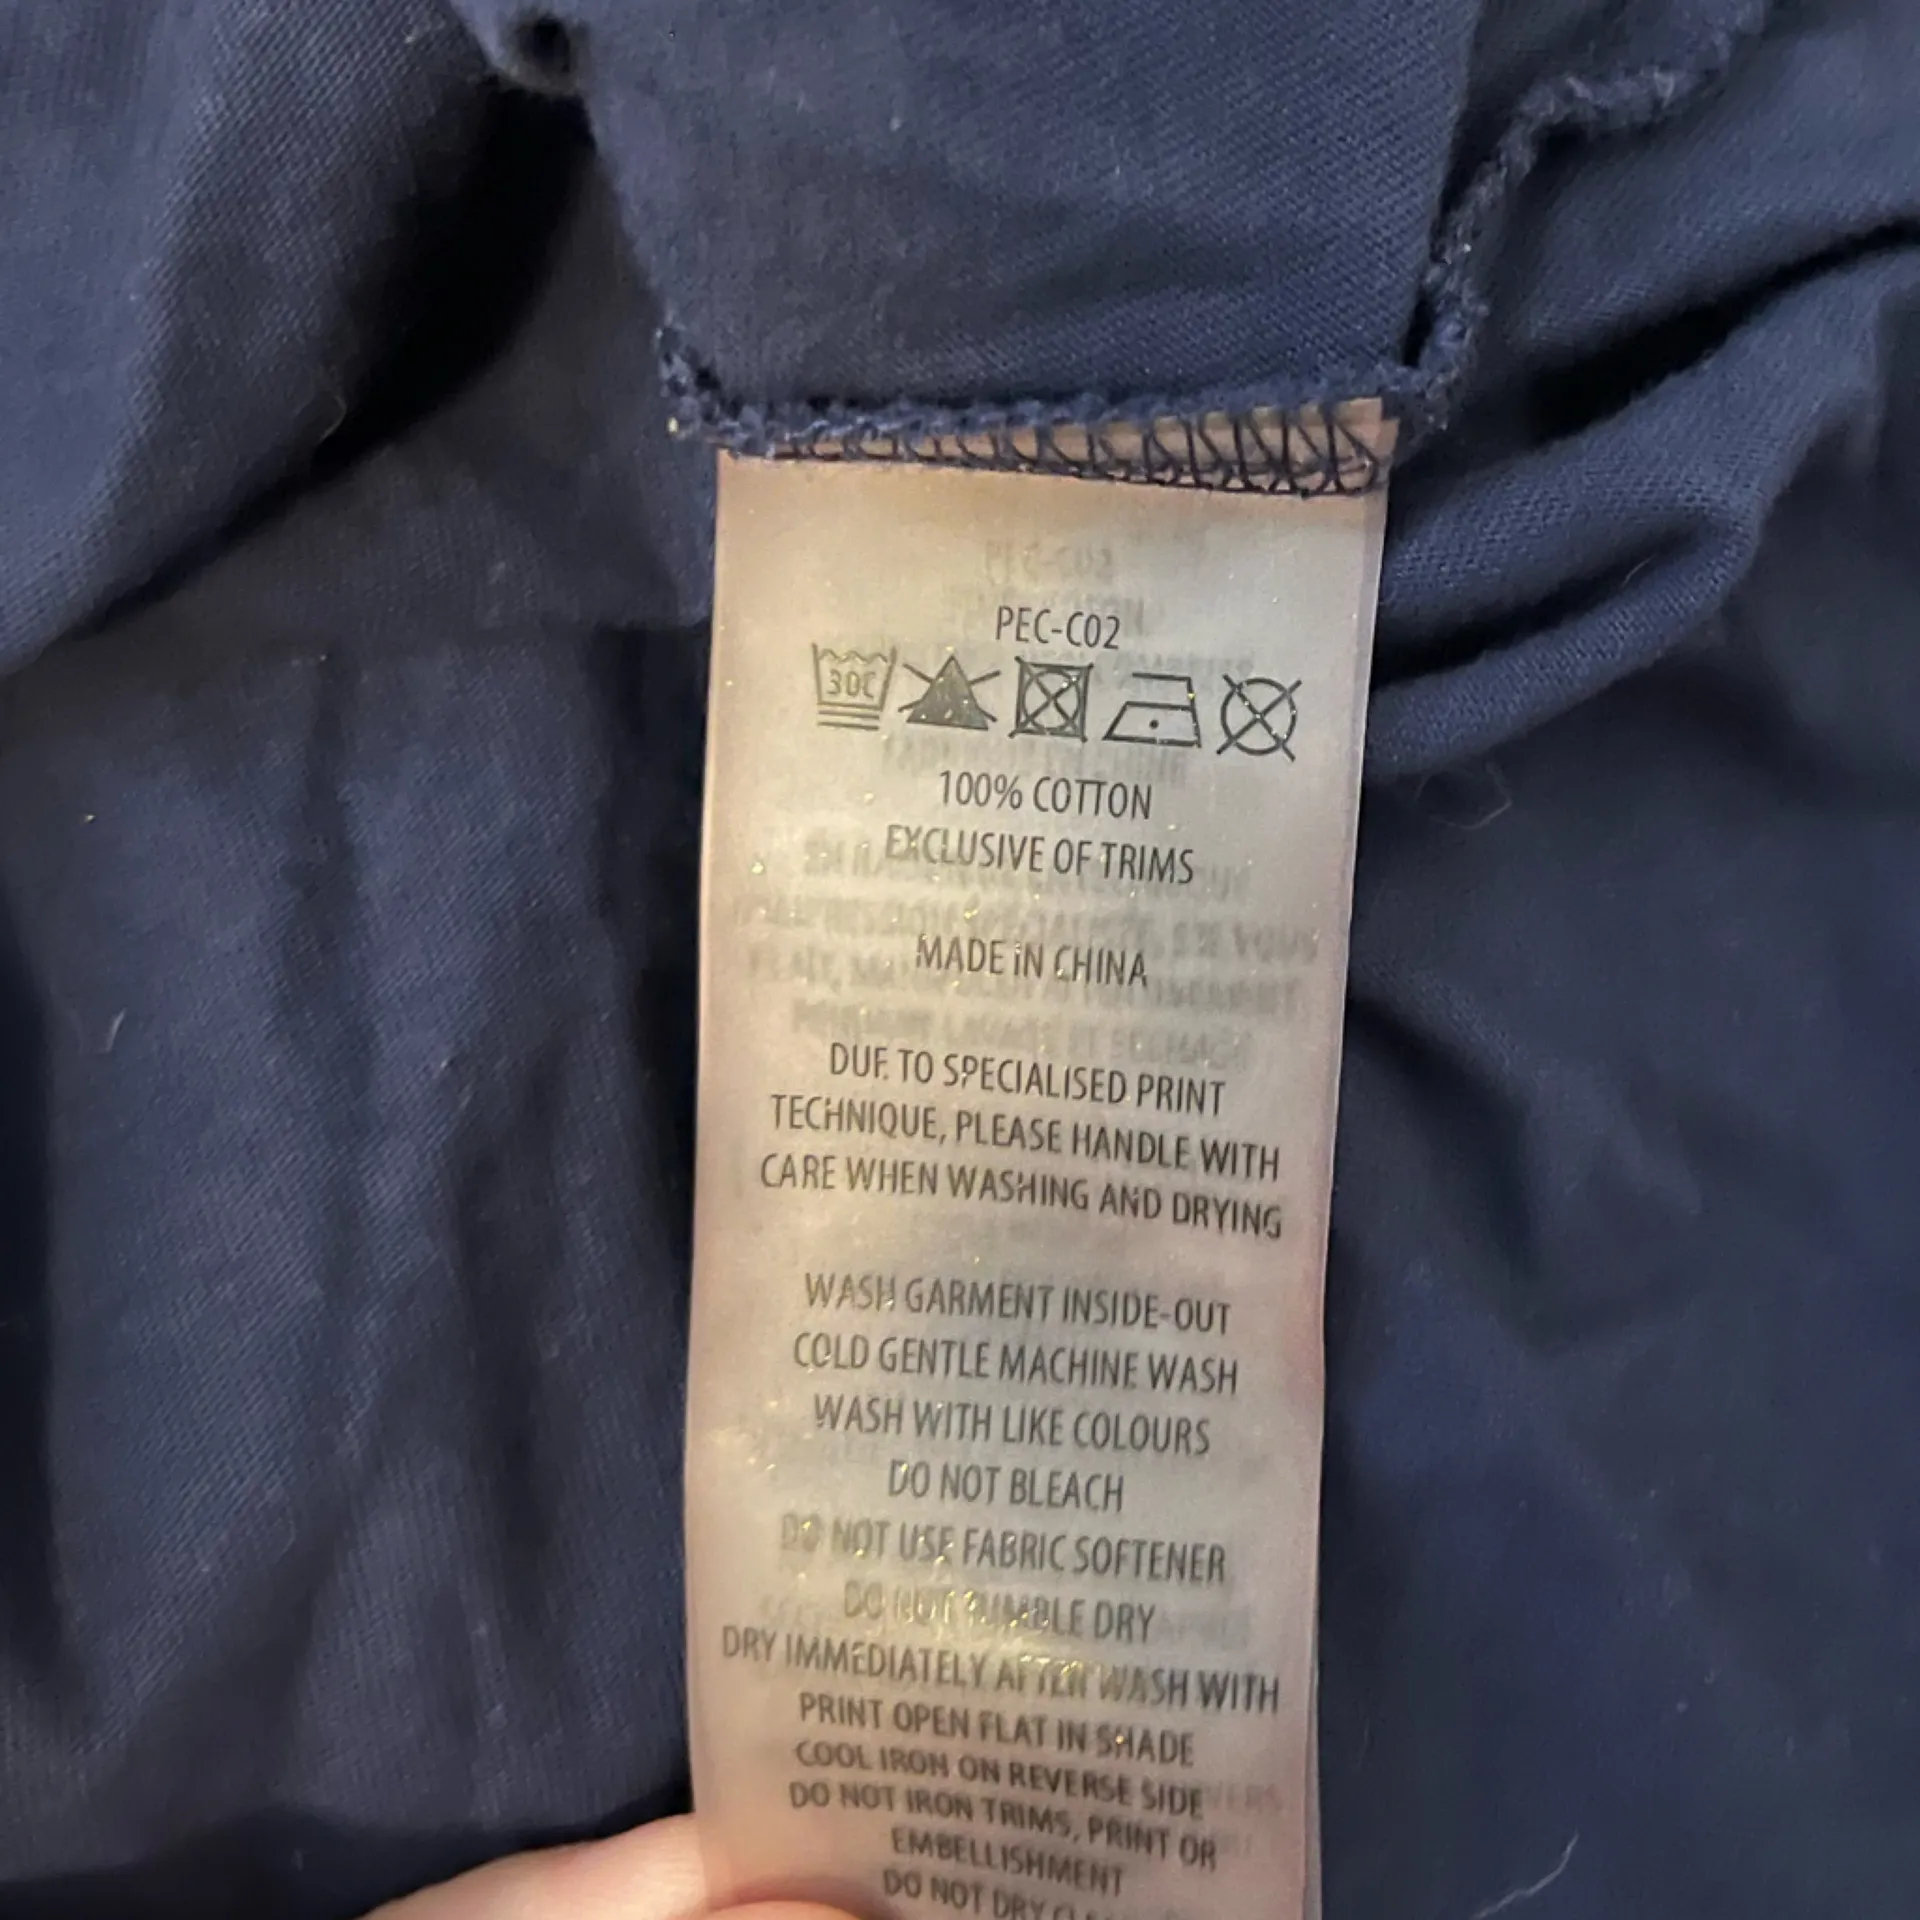 PEC-C02
30C
100% COTTON
EXCLUSIVE OF TRIMS
MADE IN CHINA
DUE TO SPECIALISED PRINT
TECHNIQUE, PLEASE HANDLE WITH
CARE WHEN WASHING AND DRYING
WASH GARMENT INSIDE-OUT
COLD GENTLE MACHINE WASH
WASH WITH LIKE COLOURS
DO NOT BLEACH
DO NOT USE FABRIC SOFTENER
DO NOT TUMBLE DRY
DRY IMMEDIATELY AFTER WASH WITH
PRINT OPEN FLAT IN SHADE
COOL IRON ON REVERSE SIDE
DO NOT IRON TRIMS, PRINT OR
EMBELLISHMENT
DO NOT DRY